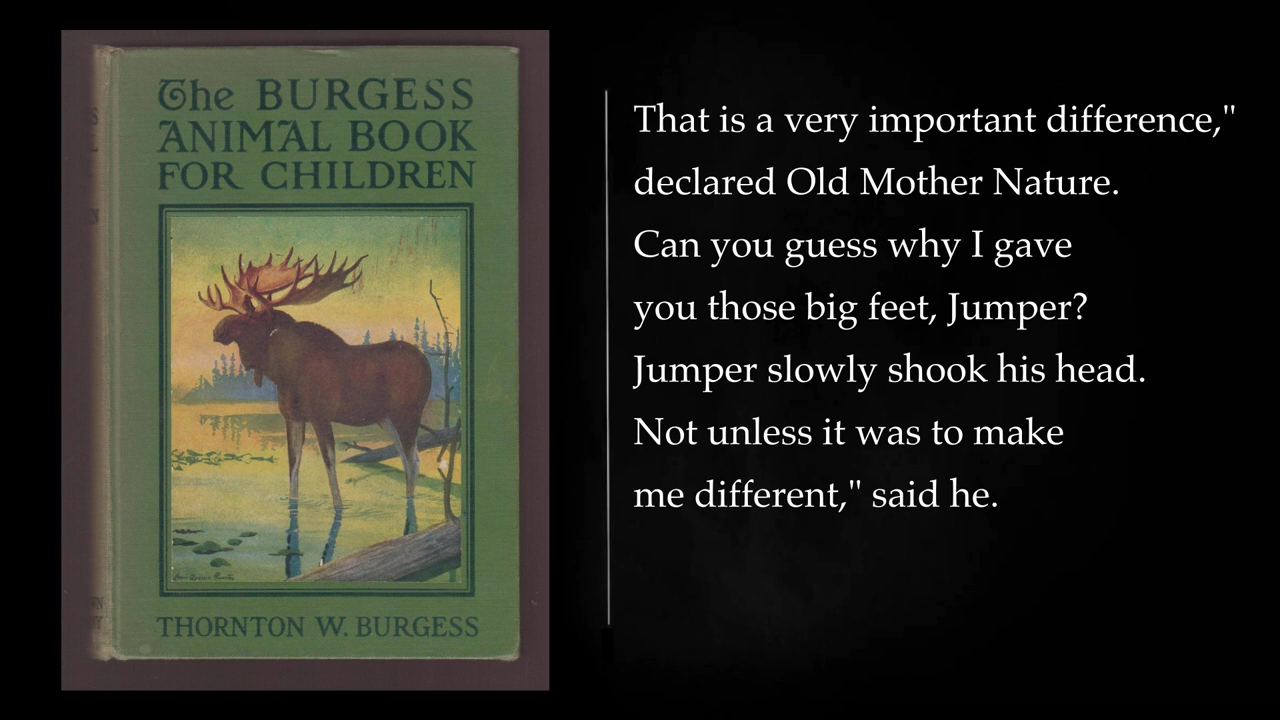 The BURGESS
ANIMAL BOOK
FOR CHILDREN
THORNTON W. BURGESS
That is a very important difference,"
declared Old Mother Nature.
Can you guess why I gave
you those big feet, Jumper?
Jumper slowly shook his head.
Not unless it was to make
me different," said he.